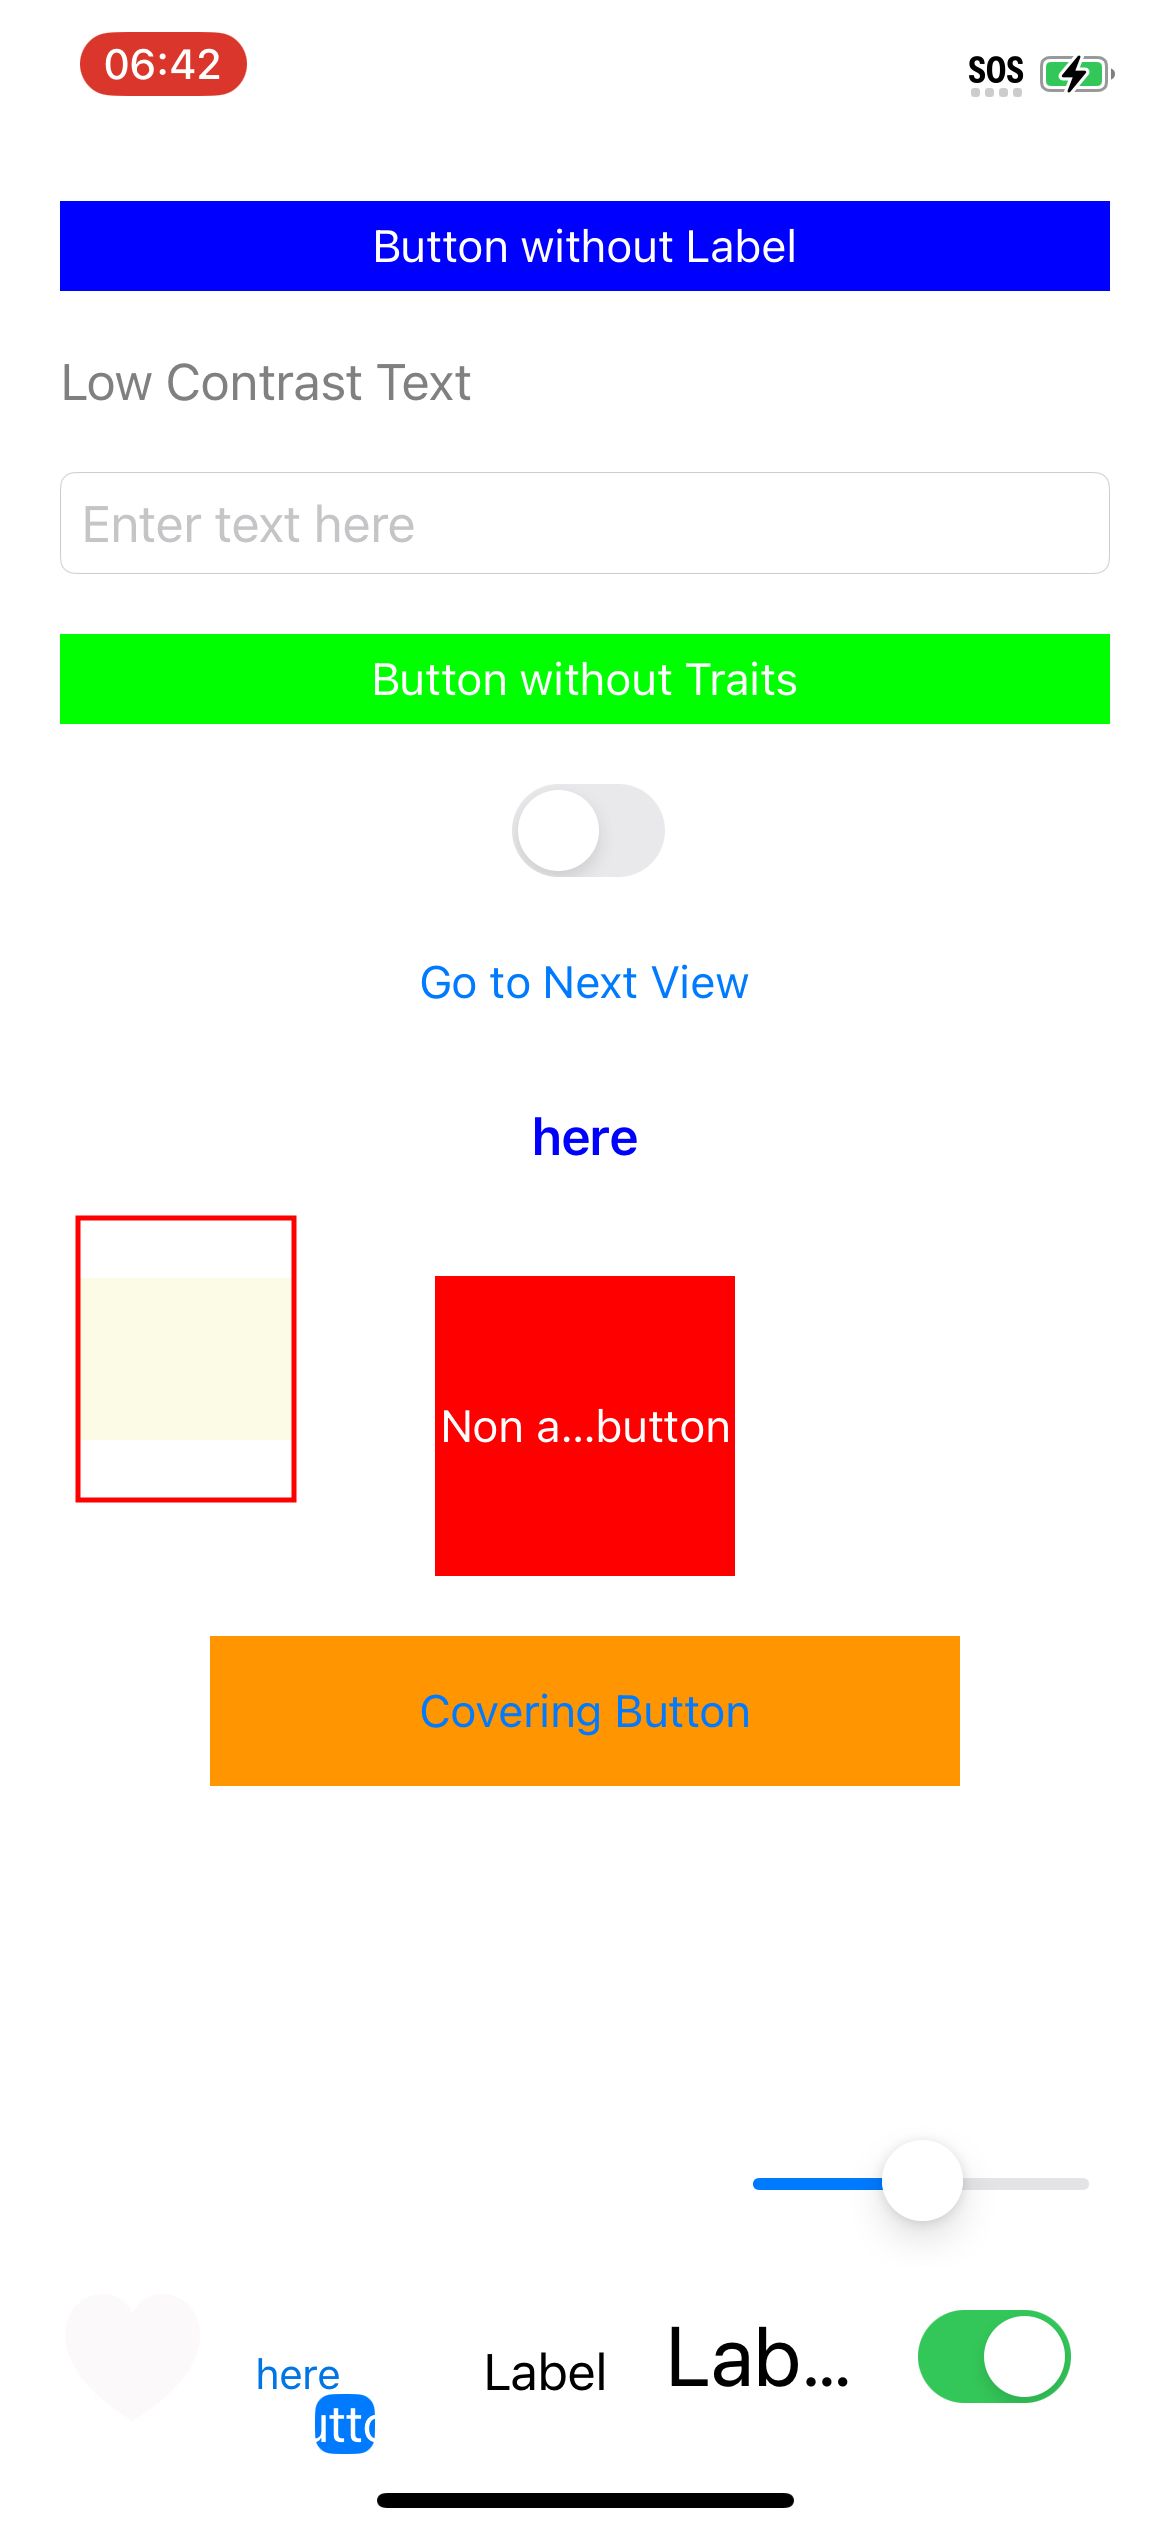 06:42
SOS
Button without Label
Low Contrast Text
Enter text here
Button without Traits
Go to Next View
here
Non a...button
Covering Button
here
Label
Lab...
utto